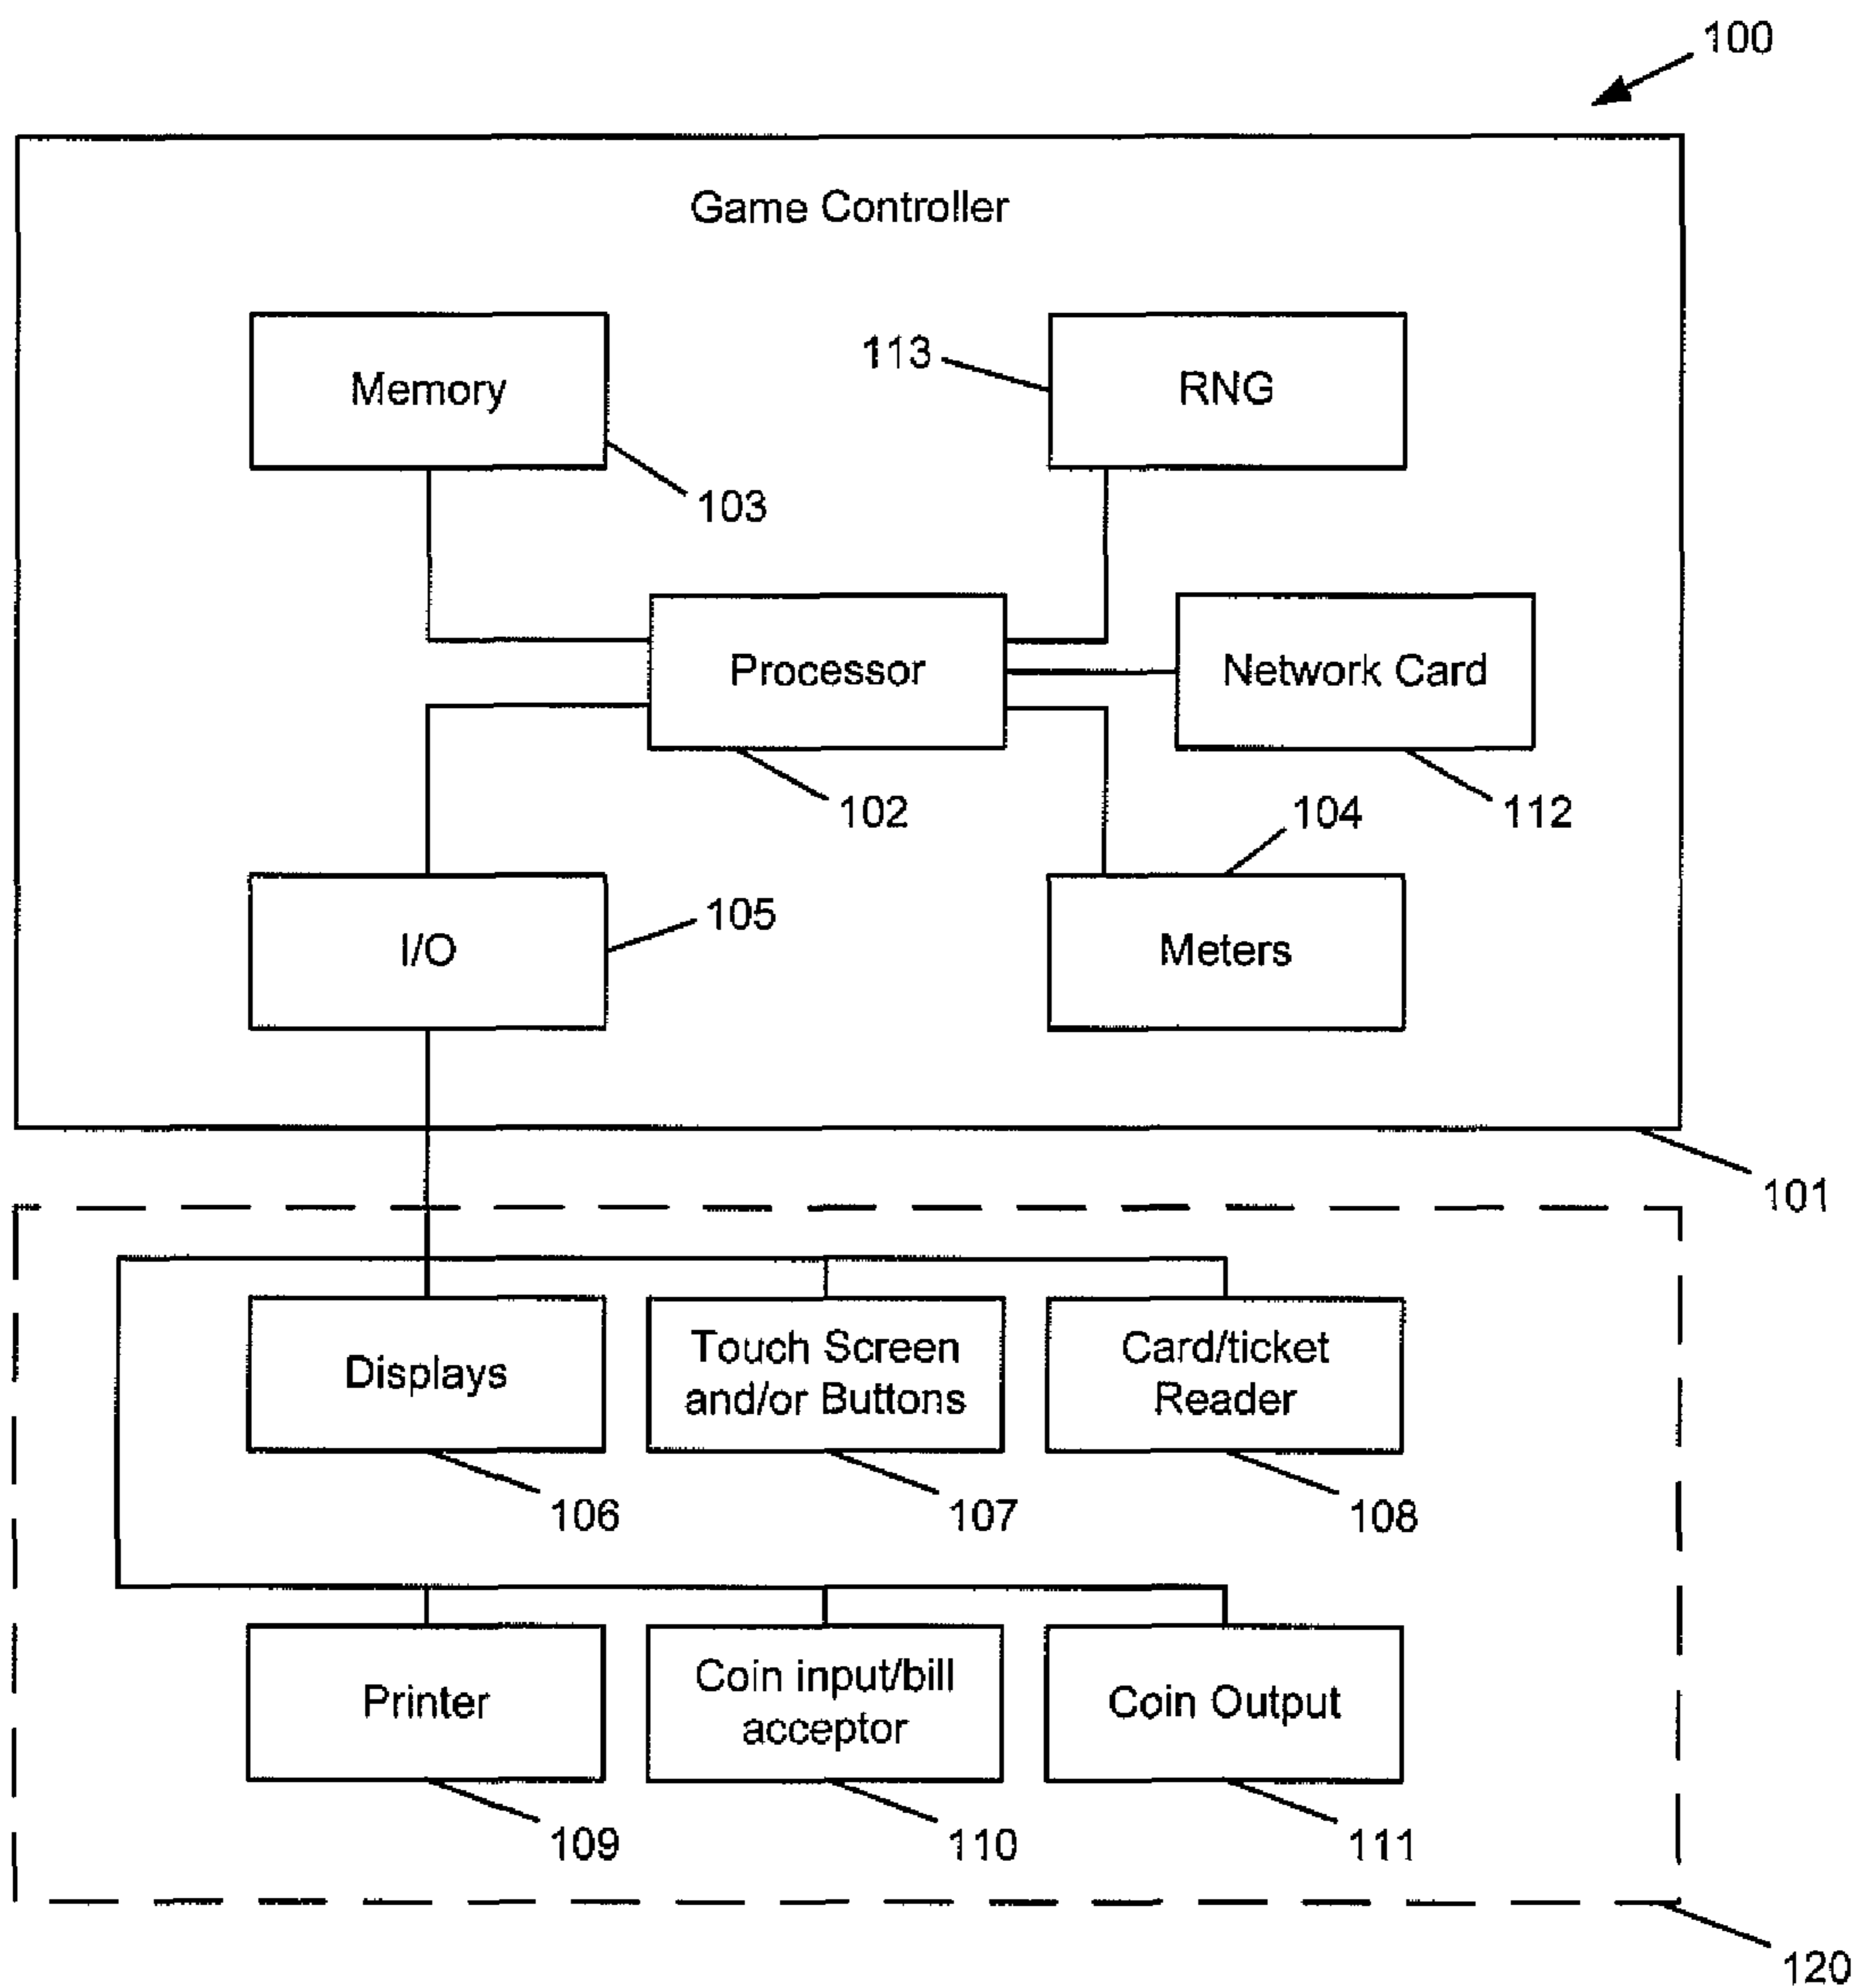 100
Game Controller
Memory
113
RNG
103
Processor
Network Card
102
104
112
I/O
105
Meters
101
Displays
Touch Screen
and/or Buttons
Card/ticket
Reader
106
107
108
Printer
Coin input/bill
acceptor
Coin Output
109
110
111
120